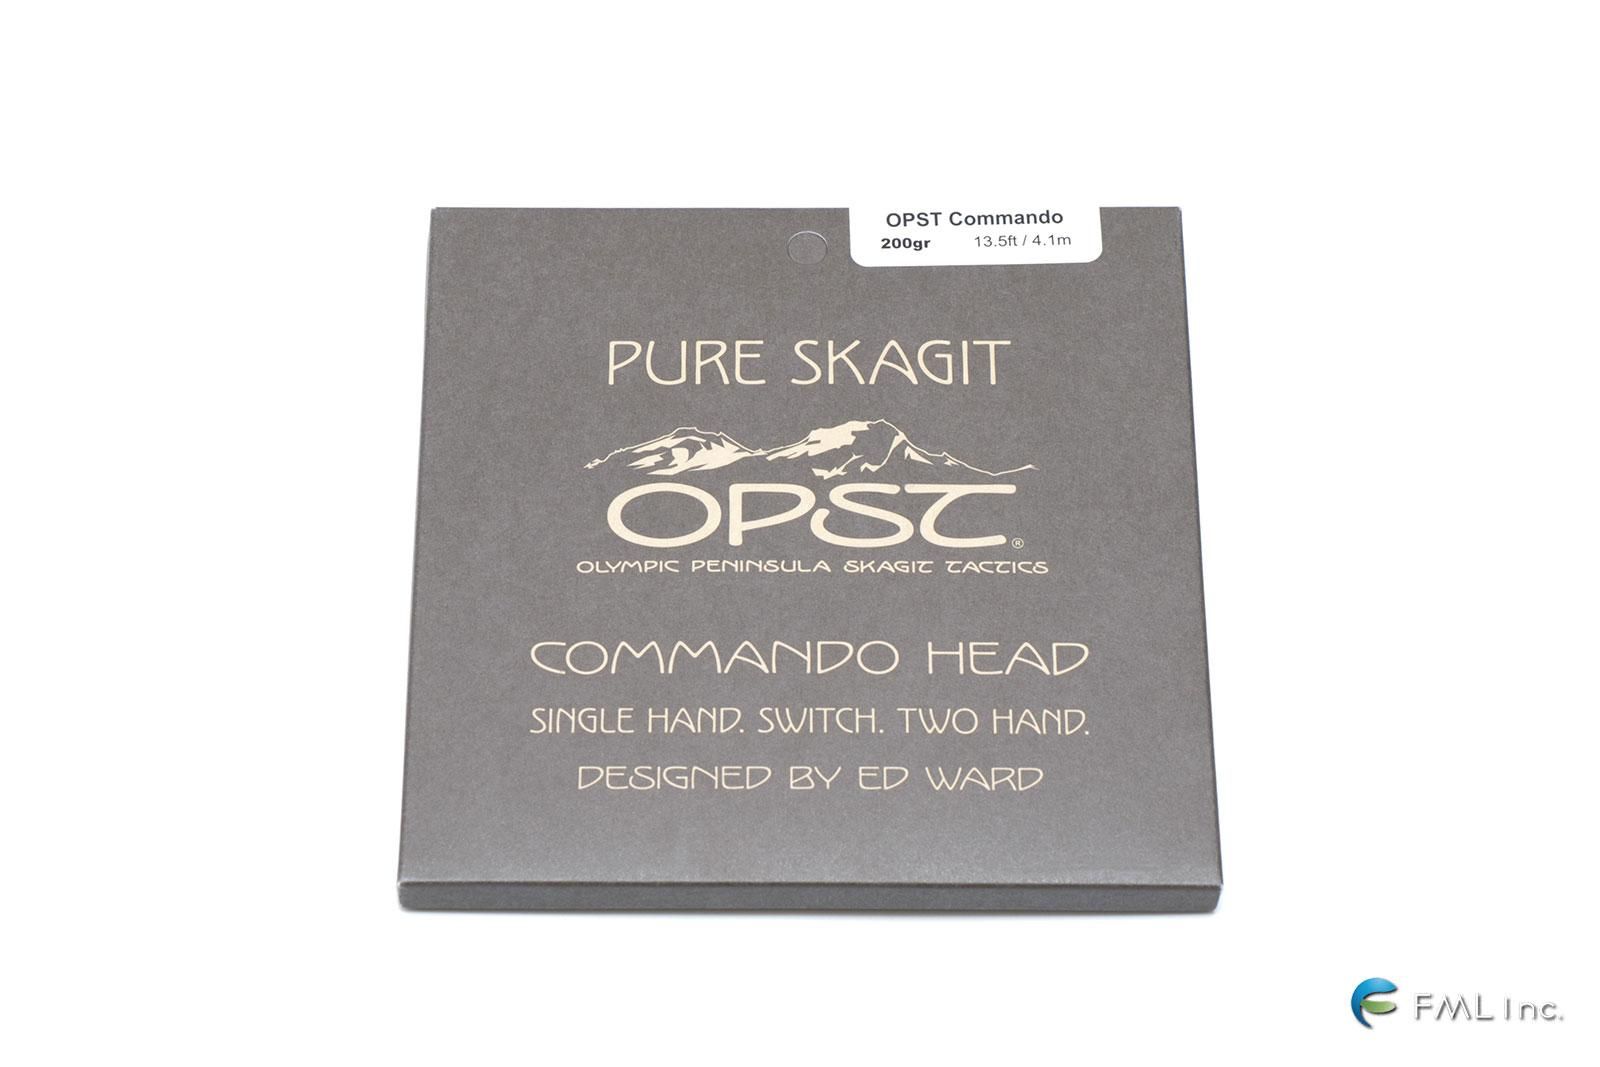 OPST Commando
200gr 13.5ft / 4.1m
PURE SKAGIT
OPST®
OLYMPIC PENINSULA SKAGIT TACTICS
COMMANDO HEAD
SINGLE HAND. SWITCH. TWO HAND.
DESIGNED BY ED WARD
FML Inc.